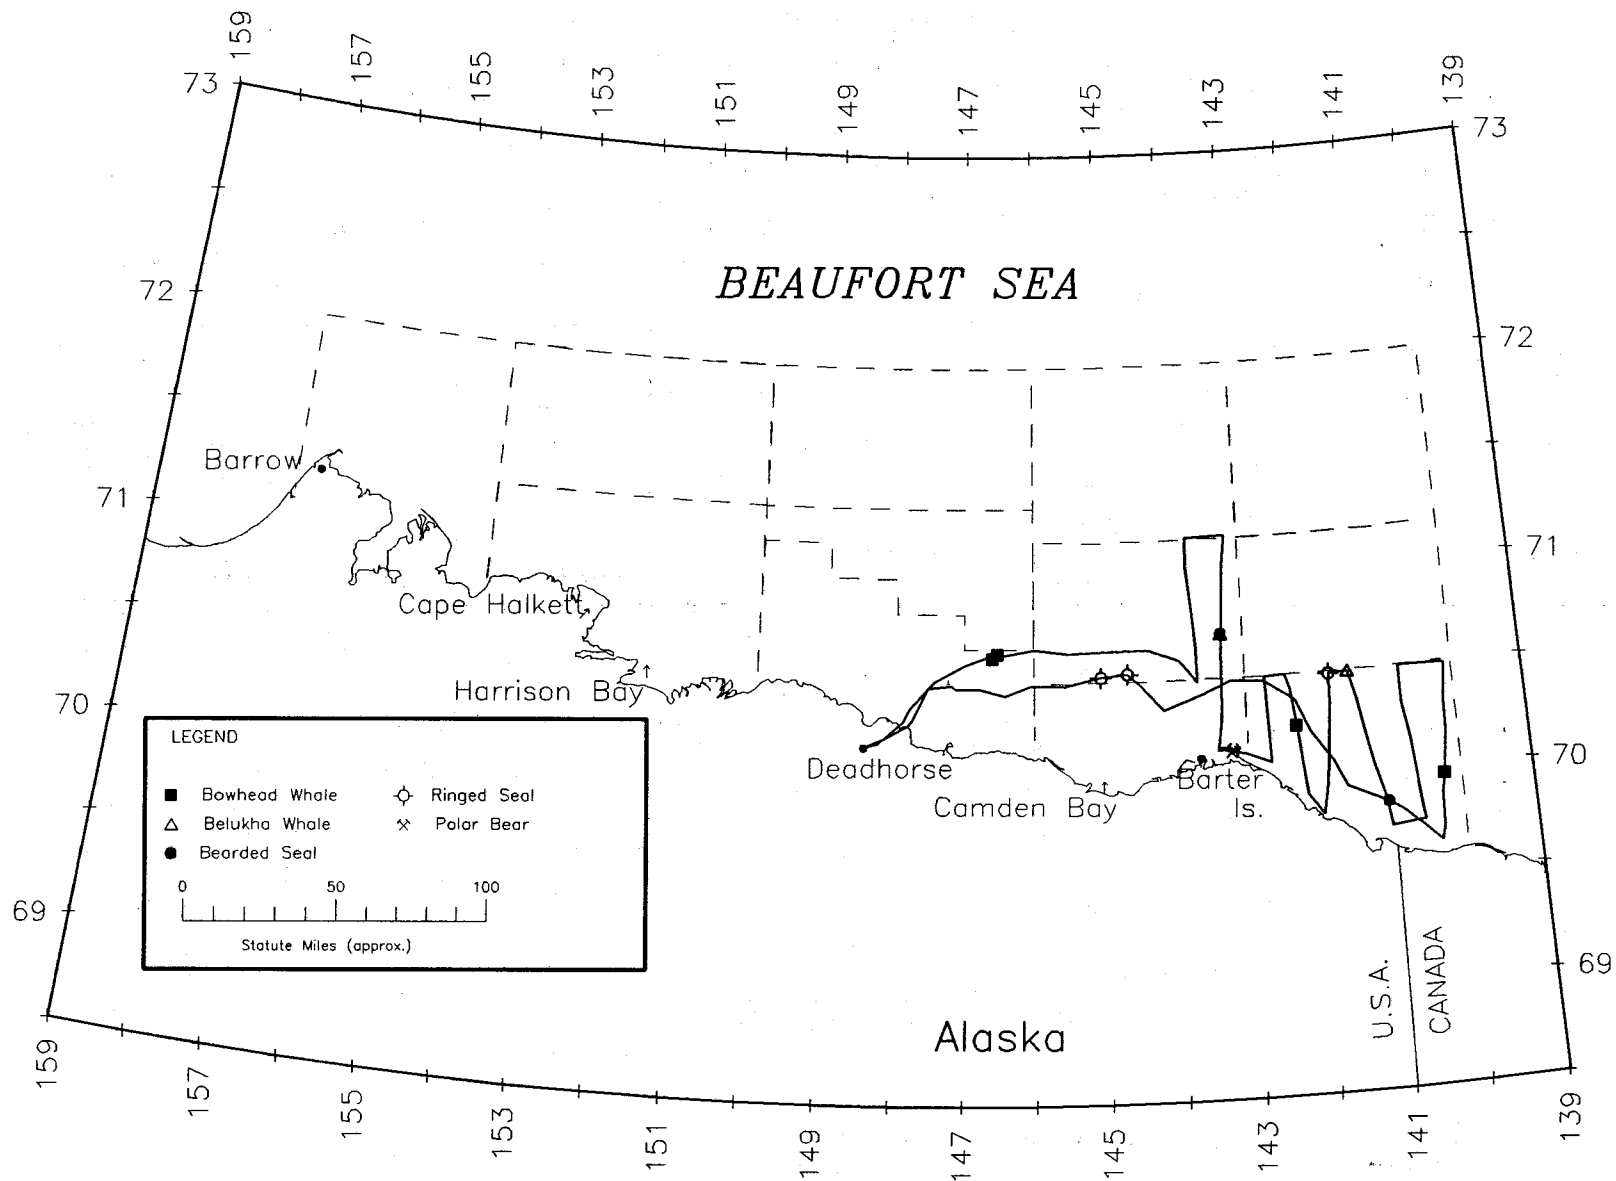 159 157 155 153 151 149 147 145 143 141 139
73 73
BEAUFORT SEA
72 72
Barrow
71 71
Cape Halkett
Harrison Bay
70 70
Deadhorse
Camden Bay
Barter
Is.
LEGEND
Bowhead Whale Ringed Seal
Belukha Whale Polar Bear
Bearded Seal
0 50 100
Statute Miles (approx.)
69 69
U.S.A.
CANADA
Alaska
159 157 155 153 151 149 147 145 143 141 139